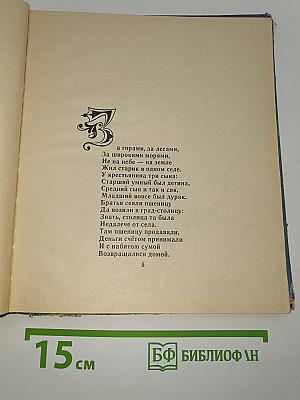 За горами, за лесами,
За широкими морями,
Не на небе — на земле
Жил старик в одном селе.
У крестьянина три сына:
Старший умный был детина,
Средний сын и так и сяк,
Младший вовсе был дурак.
Братья сеяли пшеницу
Да возили в град-столицу:
Знать, столица та была
Недалече от села.
Там пшеницу продавали,
Деньги счётом принимали
И с набитою сумой
Возвращалися домой.
5
15 см
БФ БИБЛИОФАН